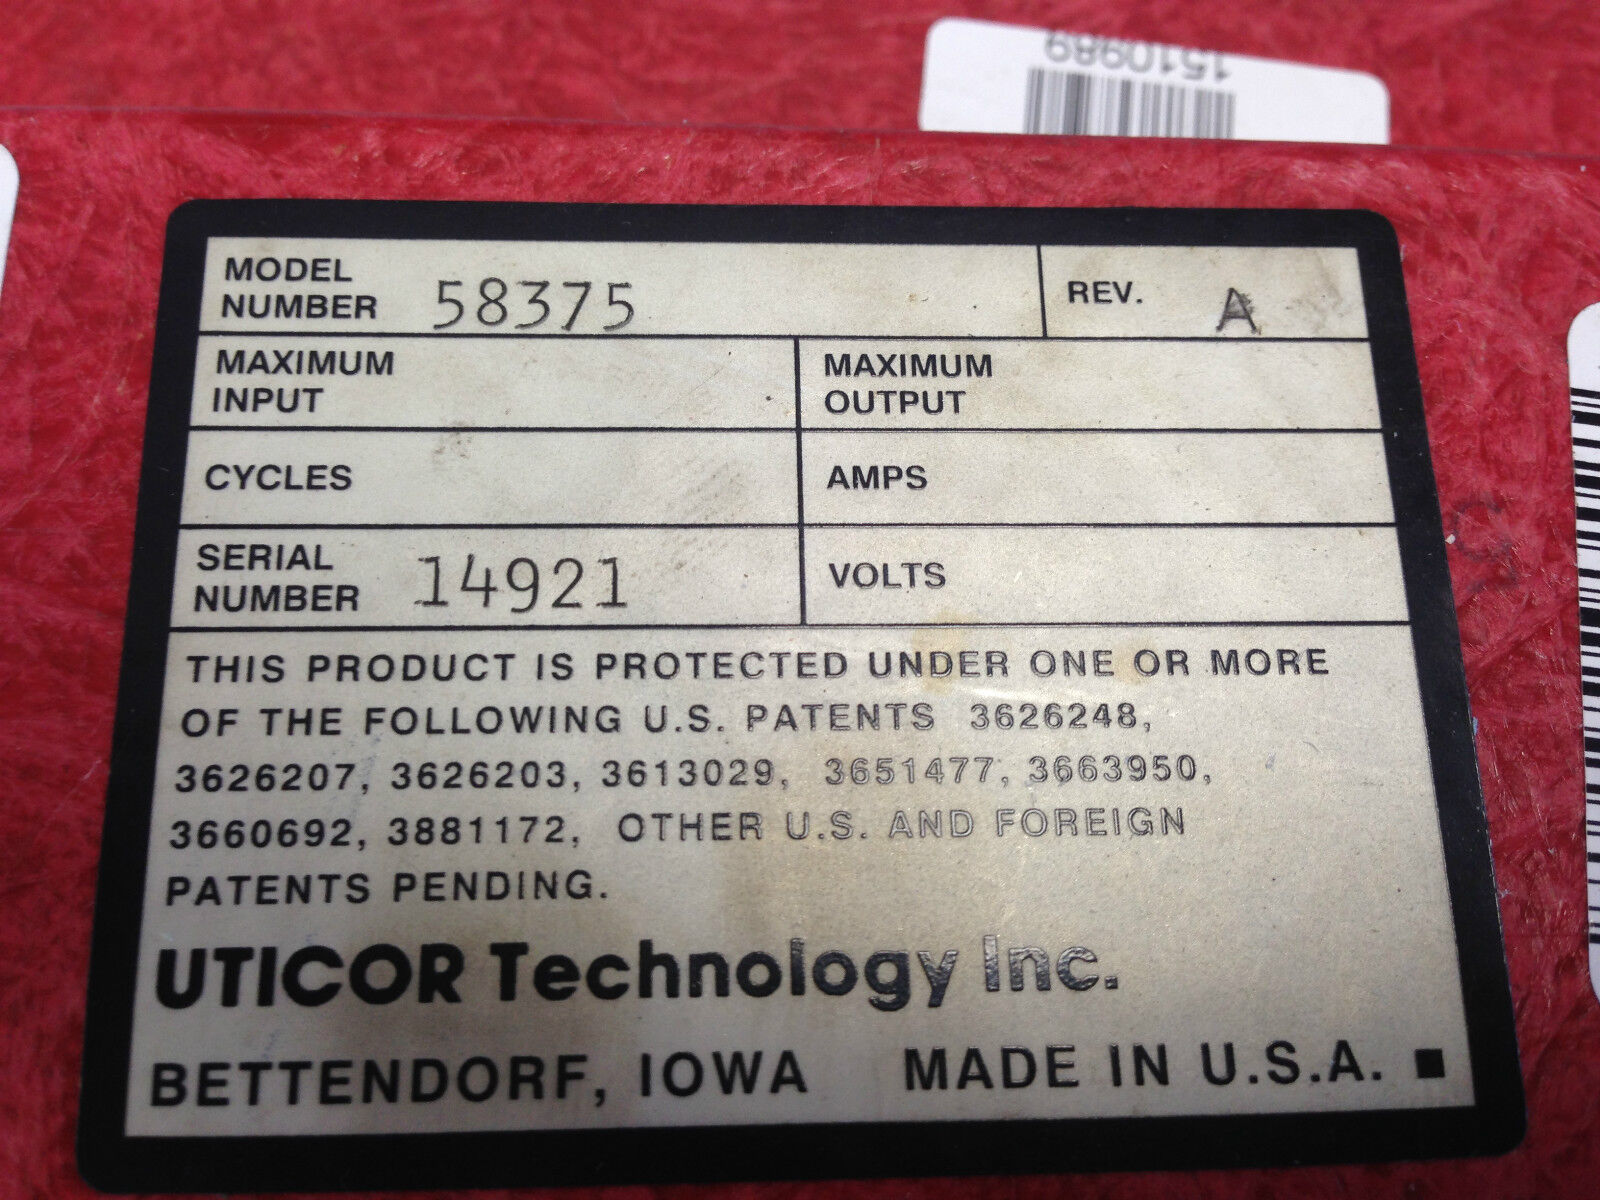 1510989
MODEL
NUMBER 58375
REV. A
MAXIMUM
INPUT
MAXIMUM
OUTPUT
CYCLES
AMPS
SERIAL
NUMBER 14921
VOLTS
THIS PRODUCT IS PROTECTED UNDER ONE OR MORE
OF THE FOLLOWING U.S. PATENTS 3626248,
3626207, 3626203, 3613029, 3651477, 3663950,
3660692, 3881172, OTHER U.S. AND FOREIGN
PATENTS PENDING.
UTICOR Technology Inc.
BETTENDORF, IOWA MADE IN U.S.A.